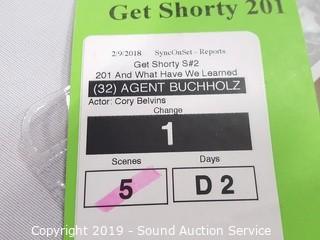 Get Shorty 201
2/9/2018 SyncOnSet - Reports
Get Shorty S#2
201 And What Have We Learned
(32) AGENT BUCHHOLZ
Actor: Cory Belvins
Change
1
Scenes Days
5 D 2
Copyright 2019 - Sound Auction Service